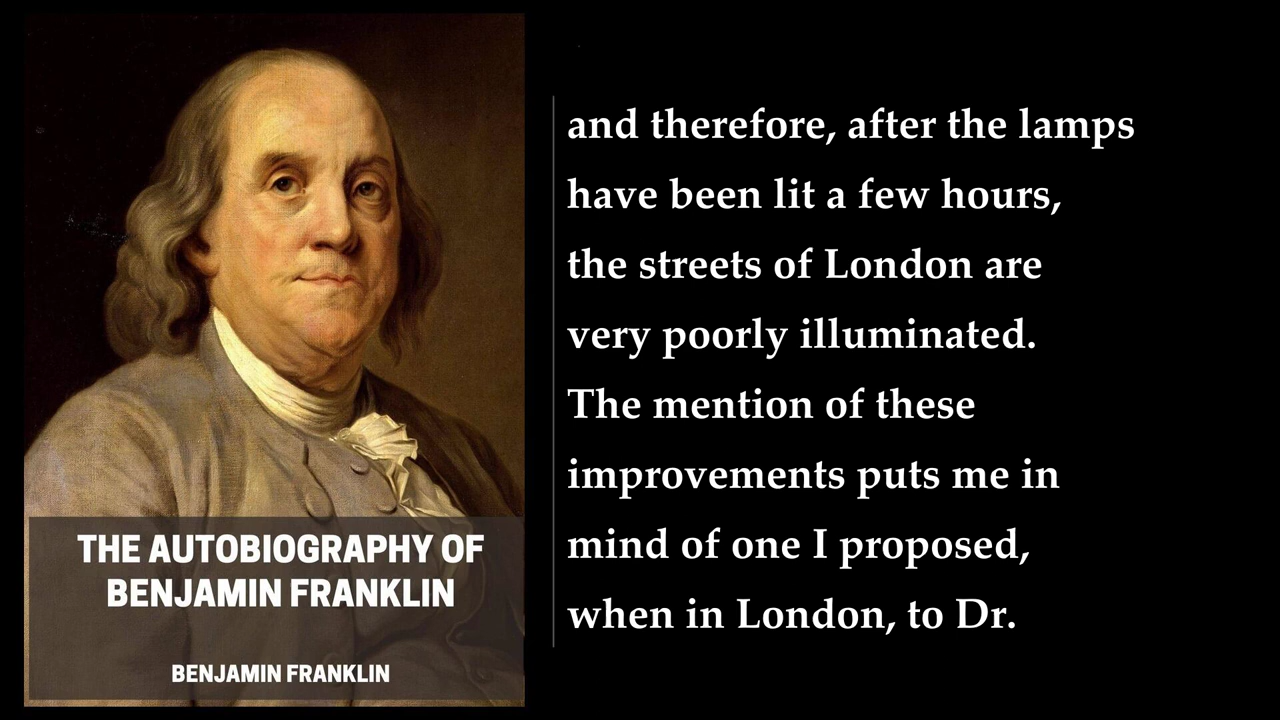 THE AUTOBIOGRAPHY OF
BENJAMIN FRANKLIN
BENJAMIN FRANKLIN
and therefore, after the lamps
have been lit a few hours,
the streets of London are
very poorly illuminated.
The mention of these
improvements puts me in
mind of one I proposed,
when in London, to Dr.